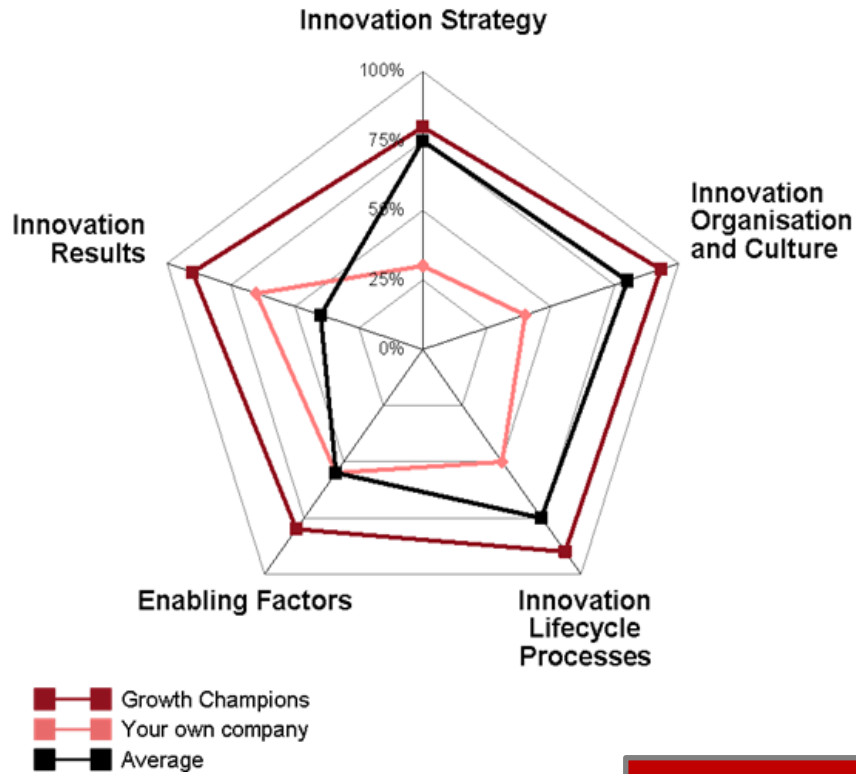 Innovation Strategy
100%
75%
50%
25%
0%
Innovation
Organisation
and Culture
Innovation
Results
Enabling Factors
Innovation
Lifecycle
Processes
Growth Champions
Your own company
Average